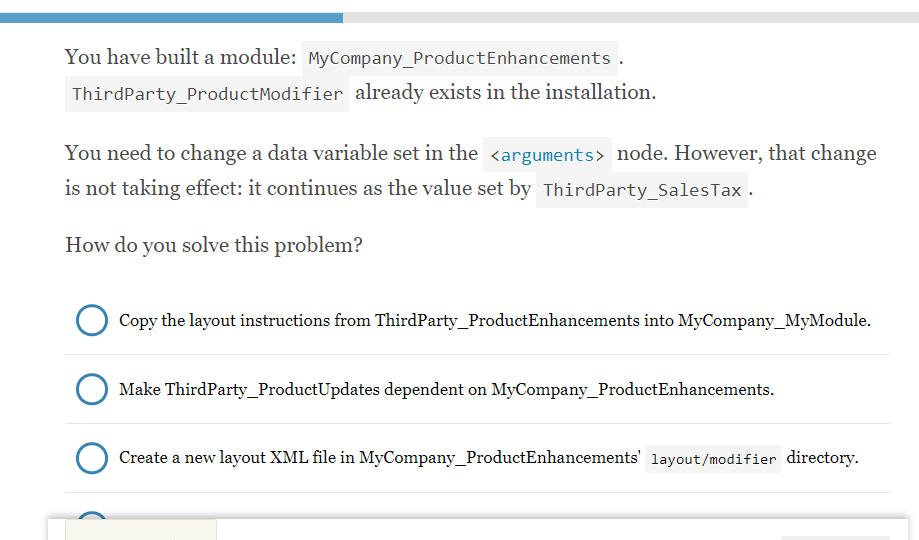 You have built a module: MyCompany_ProductEnhancements .
ThirdParty_ProductModifier already exists in the installation.
You need to change a data variable set in the <arguments> node. However, that change
is not taking effect: it continues as the value set by ThirdParty_SalesTax .
How do you solve this problem?
Copy the layout instructions from ThirdParty_ProductEnhancements into MyCompany_MyModule.
Make ThirdParty_ProductUpdates dependent on MyCompany_ProductEnhancements.
Create a new layout XML file in MyCompany_ProductEnhancements' layout/modifier directory.